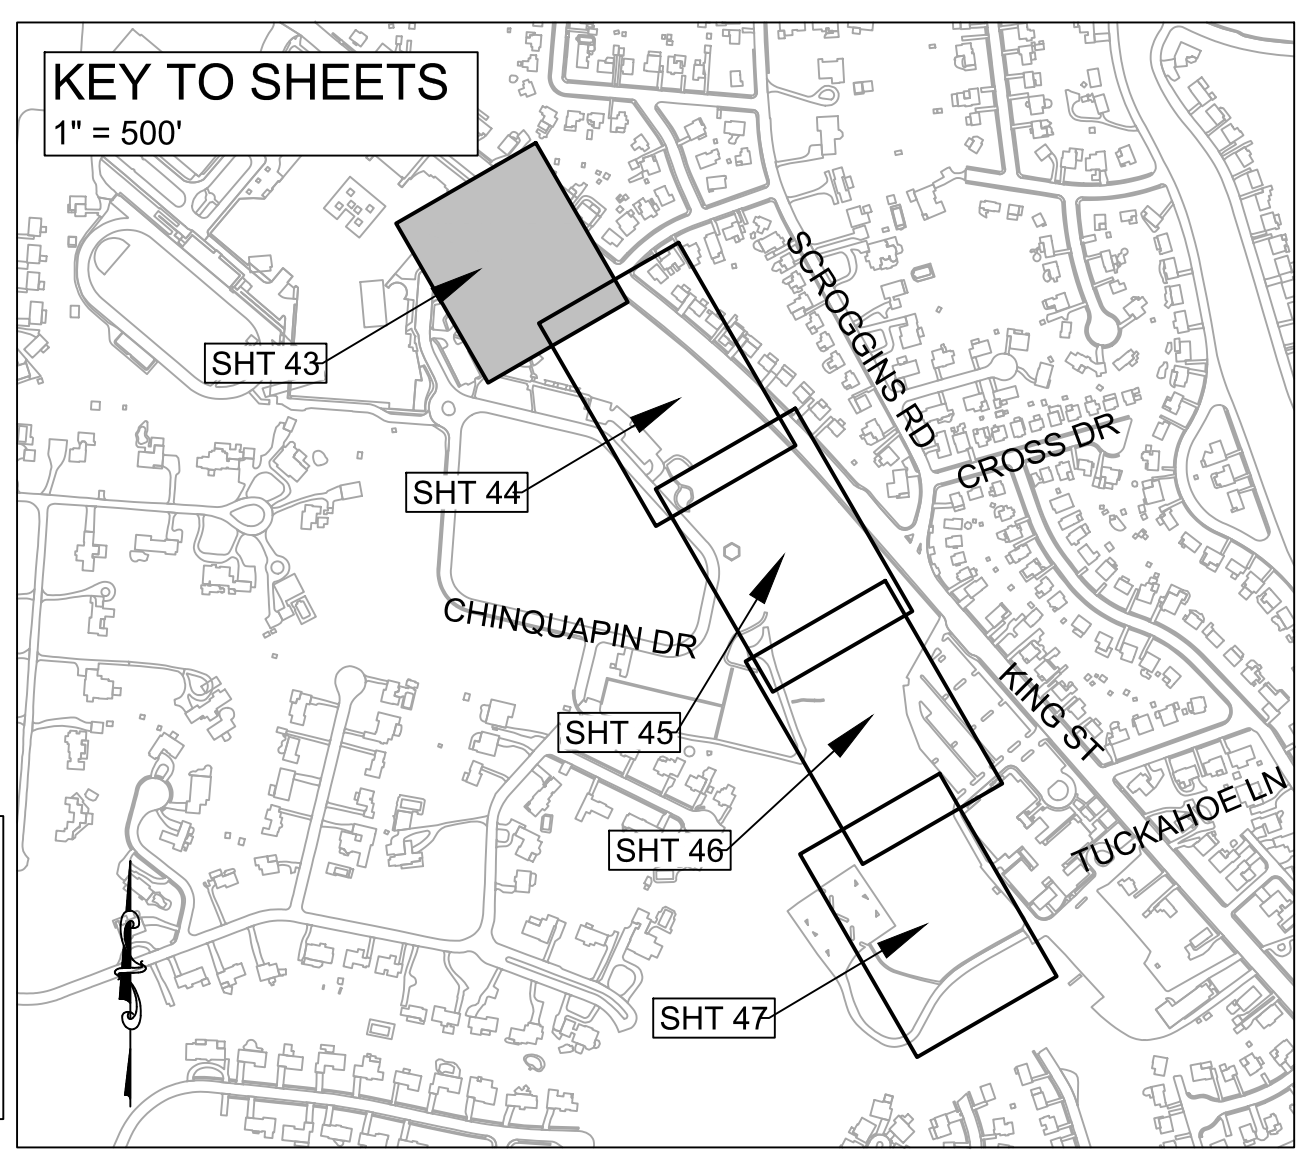 KEY TO SHEETS
1" = 500'
SCROGGINS RD
SHT 43
CROSS DR
SHT 44
CHINQUAPIN DR
KING ST
SHT 45
TUCKAHOE LN
SHT 46
SHT 47